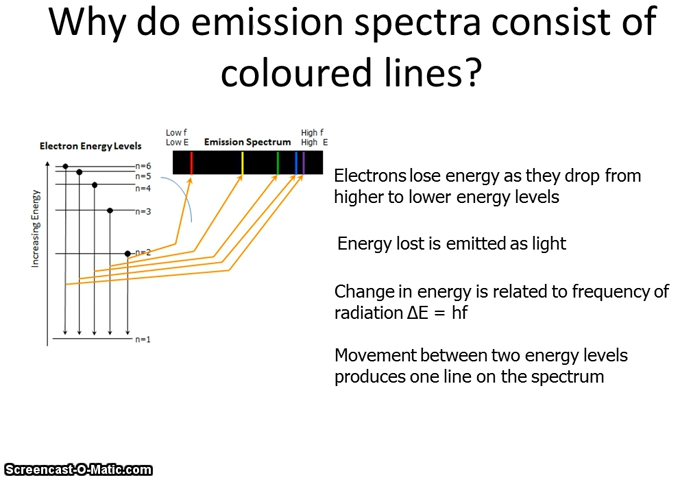 Why do emission spectra consist of
coloured lines?
Low f
Low E
Emission Spectrum
High f
High E
Electron Energy Levels
Increasing Energy
n=6
n=5
n=4
n=3
n=2
n=1
Electrons lose energy as they drop from
higher to lower energy levels
Energy lost is emitted as light
Change in energy is related to frequency of
radiation ΔE = hf
Movement between two energy levels
produces one line on the spectrum
Screencast-O-Matic.com